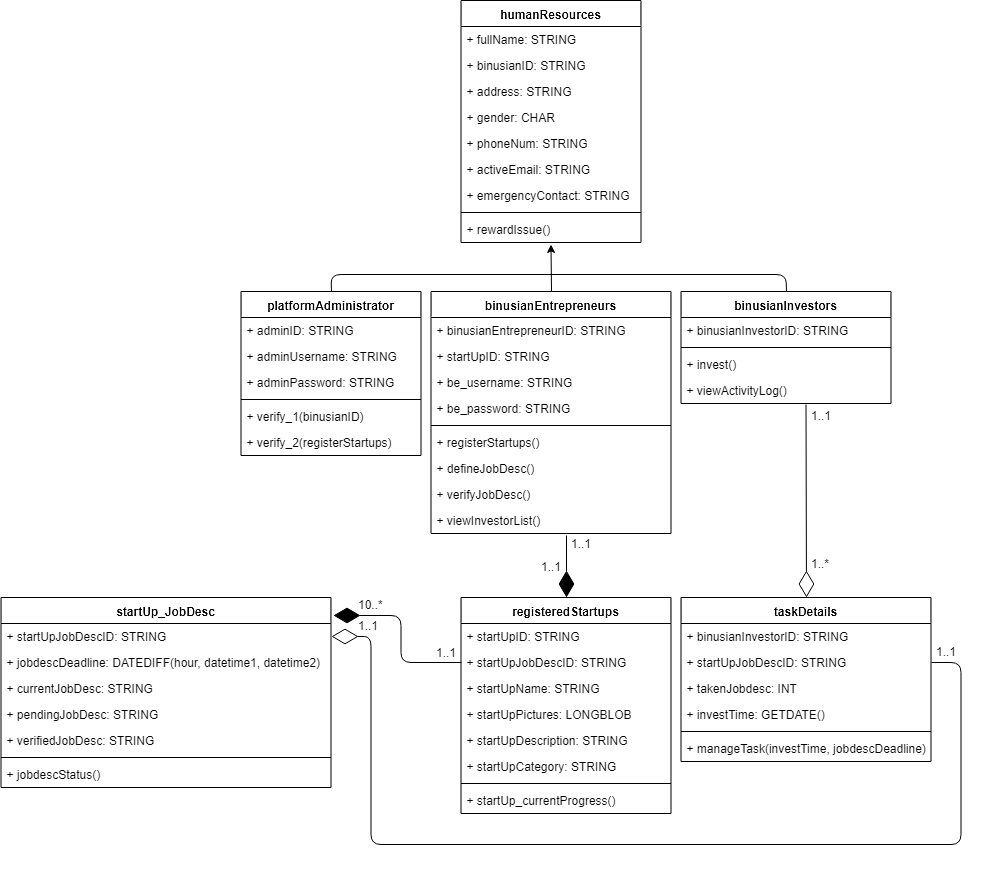 humanResources
+ fullName: STRING
+ binusianID: STRING
+ address: STRING
+ gender: CHAR
+ phoneNum: STRING
+ activeEmail: STRING
+ emergencyContact: STRING
+ rewardIssue()
platformAdministrator
+ adminID: STRING
+ adminUsername: STRING
+ adminPassword: STRING
+ verify_1(binusianID)
+ verify_2(registerStartups)
binusianEntrepreneurs
+ binusianEntrepreneurID: STRING
+ startUpID: STRING
+ be_username: STRING
+ be_password: STRING
+ registerStartups()
+ defineJobDesc()
+ verifyJobDesc()
+ viewInvestorList()
binusianInvestors
+ binusianInvestorID: STRING
+ invest()
+ viewActivityLog()
1..1
1..1
1..1
1..*
startUp_JobDesc
+ startUpJobDescID: STRING
+ jobdescDeadline: DATEDIFF(hour, datetime1, datetime2)
+ currentJobDesc: STRING
+ pendingJobDesc: STRING
+ verifiedJobDesc: STRING
+ jobdescStatus()
10..*
1..1
1..1
registeredStartups
+ startUpID: STRING
+ startUpJobDescID: STRING
+ startUpName: STRING
+ startUpPictures: LONGBLOB
+ startUpDescription: STRING
+ startUpCategory: STRING
+ startUp_currentProgress()
taskDetails
+ binusianInvestorID: STRING
+ startUpJobDescID: STRING
+ takenJobdesc: INT
+ investTime: GETDATE()
+ manageTask(investTime, jobdescDeadline)
1..1